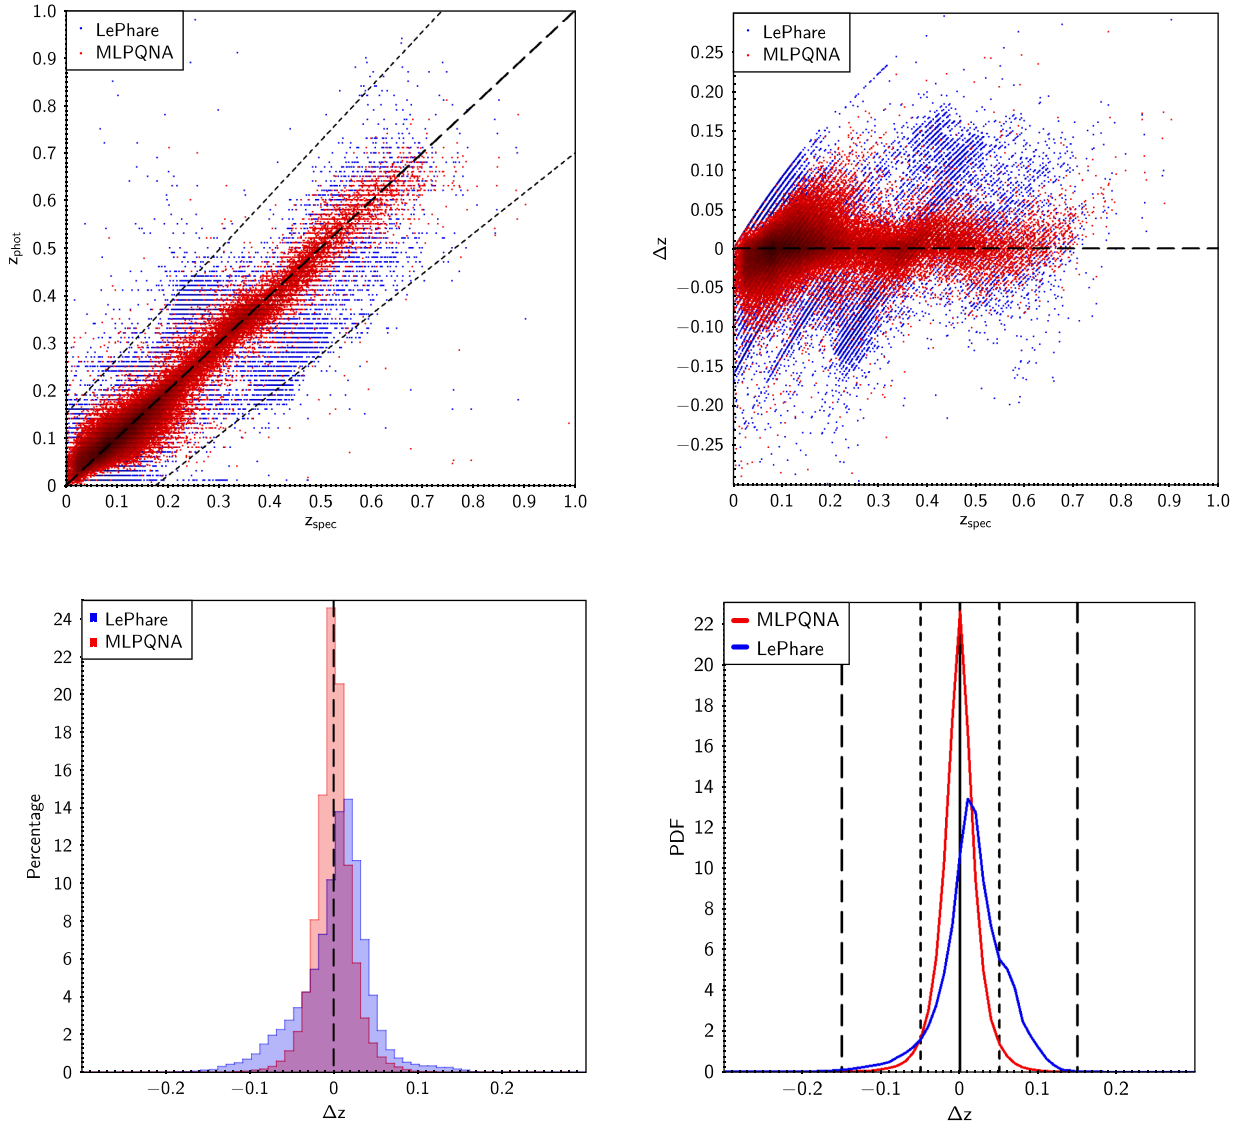 LePhare
MLPQNA
1.0
0.9
0.8
0.7
0.6
0.5
0.4
0.3
0.2
0.1
0
z_phot
0 0.1 0.2 0.3 0.4 0.5 0.6 0.7 0.8 0.9 1.0
z_spec
LePhare
MLPQNA
0.25
0.20
0.15
0.10
0.05
0
−0.05
−0.10
−0.15
−0.20
−0.25
Δz
0 0.1 0.2 0.3 0.4 0.5 0.6 0.7 0.8 0.9 1.0
z_spec
LePhare
MLPQNA
24
22
20
18
16
14
12
10
8
6
4
2
0
Percentage
−0.2 −0.1 0 0.1 0.2
Δz
MLPQNA
LePhare
22
20
18
16
14
12
10
8
6
4
2
0
PDF
−0.2 −0.1 0 0.1 0.2
Δz